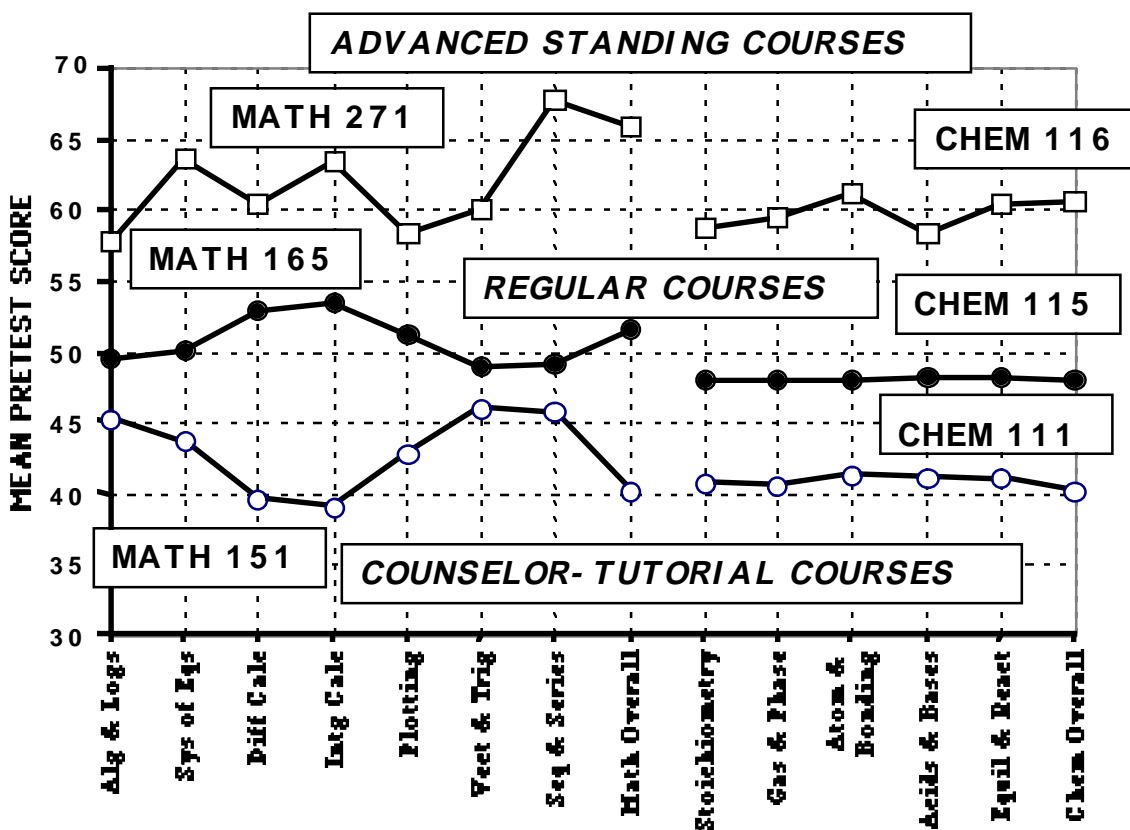 ADVANCED STANDING COURSES
70
MATH 271
65
CHEM 116
60
MATH 165
REGULAR COURSES
55
CHEM 115
50
45
CHEM 111
40
MATH 151
35
COUNSELOR- TUTORIAL COURSES
30
MEAN PRETEST SCORE
Alg & Logs
Sys of Eqs
Diff Calc
Intg Calc
Plotting
Vect & Trig
Seq & Series
Math Overall
Stoichiometry
Gas & Phase
Atom &
Bonding
Acids & Bases
Equil & React
Chem Overall